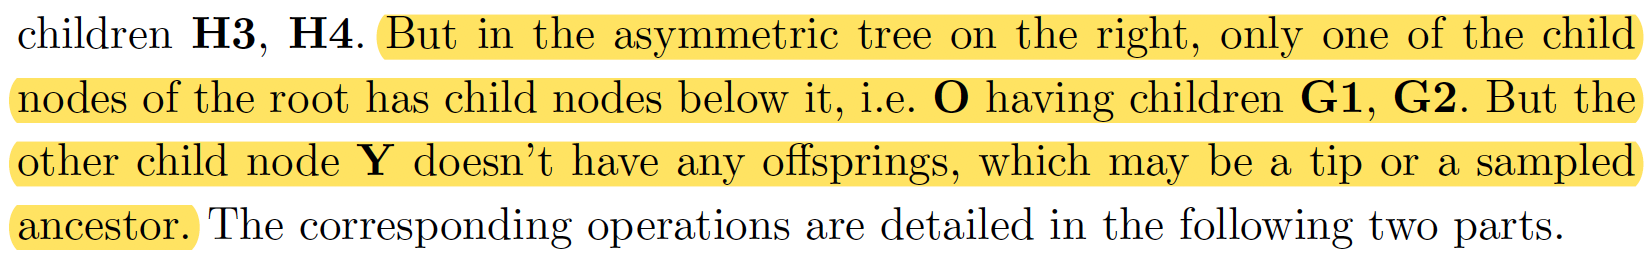 children H3, H4. But in the asymmetric tree on the right, only one of the child
nodes of the root has child nodes below it, i.e. O having children G1, G2. But the
other child node Y doesn't have any offsprings, which may be a tip or a sampled
ancestor. The corresponding operations are detailed in the following two parts.